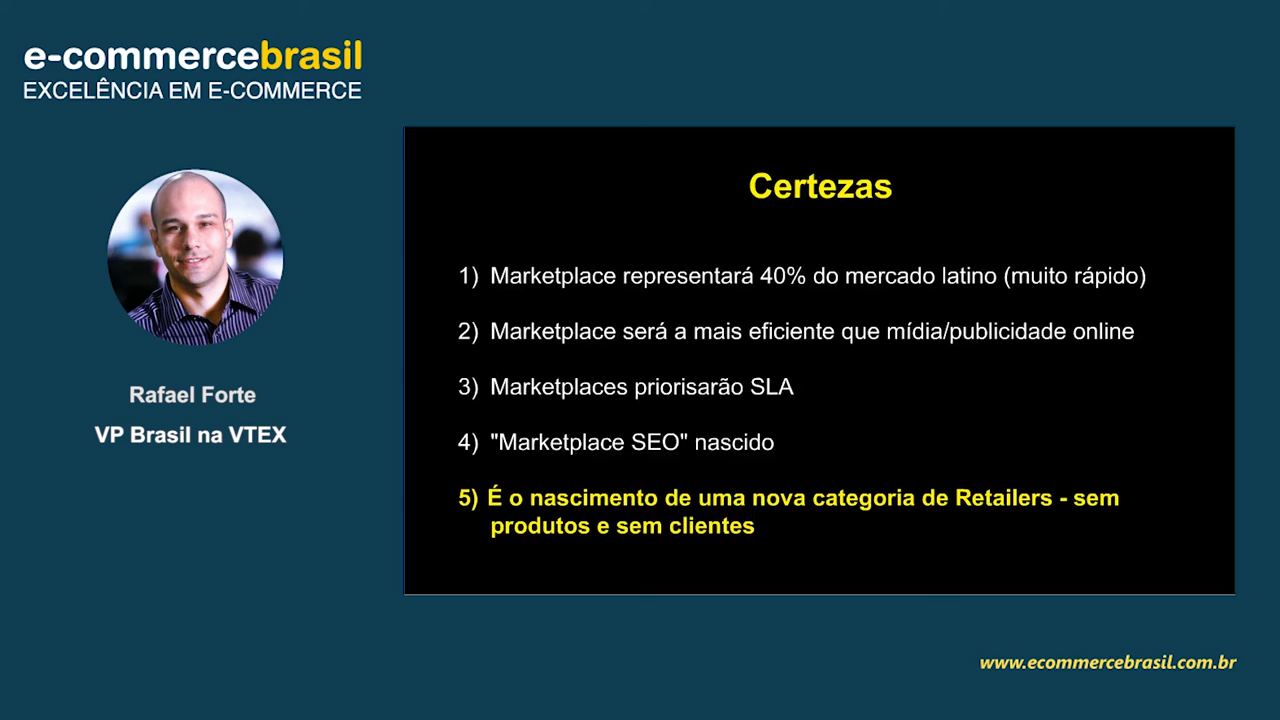 e-commercebrasil
EXCELÊNCIA EM E-COMMERCE
Rafael Forte
VP Brasil na VTEX
Certezas
1) Marketplace representará 40% do mercado latino (muito rápido)
2) Marketplace será a mais eficiente que mídia/publicidade online
3) Marketplaces priorisarão SLA
4) "Marketplace SEO" nascido
5) É o nascimento de uma nova categoria de Retailers - sem
produtos e sem clientes
www.ecommercebrasil.com.br